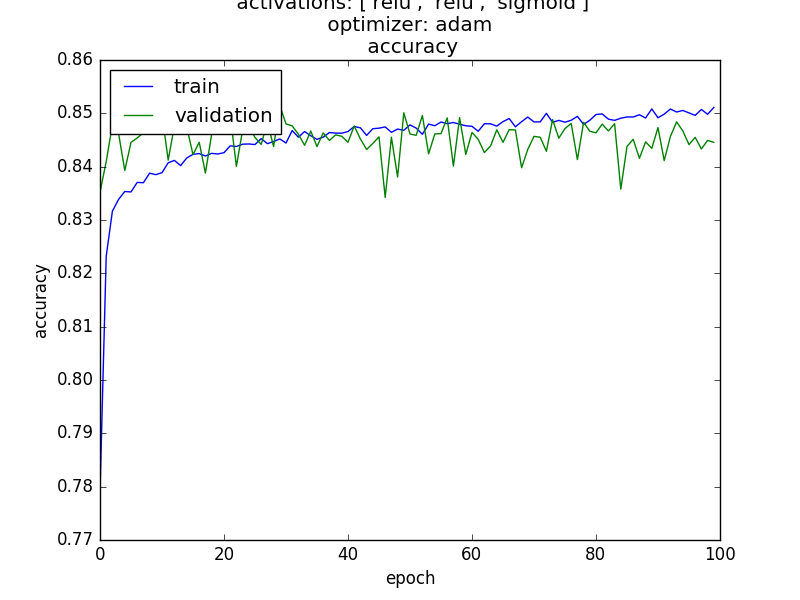 activations: ['relu', 'relu', 'sigmoid']
optimizer: adam
accuracy
0.86
0.85
0.84
0.83
0.82
0.81
0.80
0.79
0.78
0.77
train
validation
accuracy
0
20
40
60
80
100
epoch